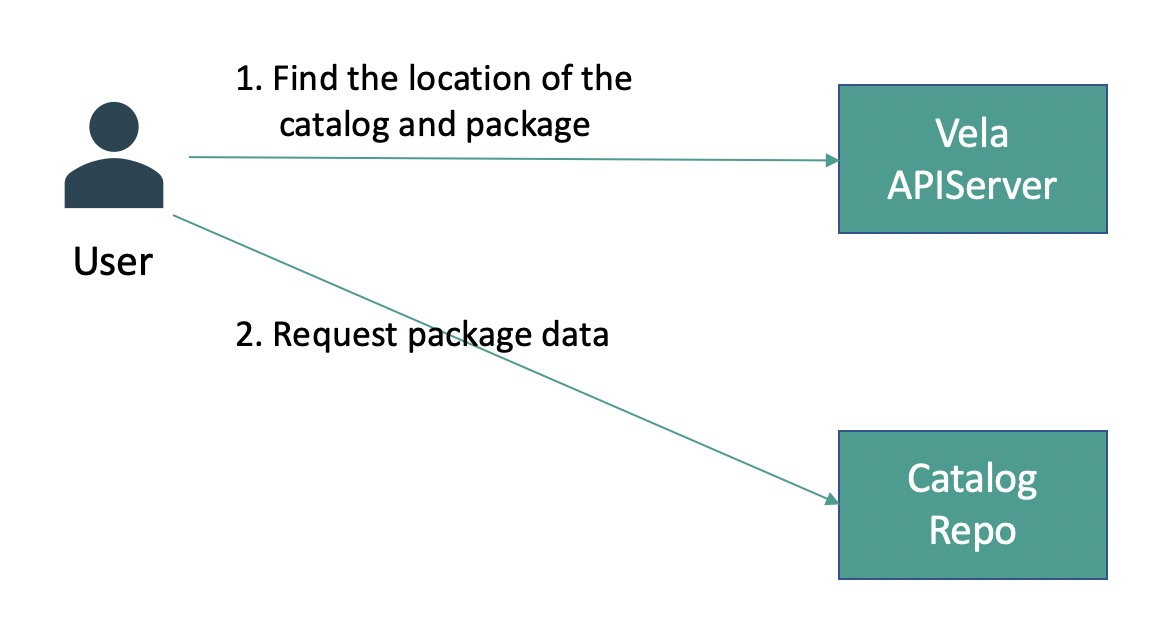 1. Find the location of the
catalog and package
Vela
APIServer
User
2. Request package data
Catalog
Repo